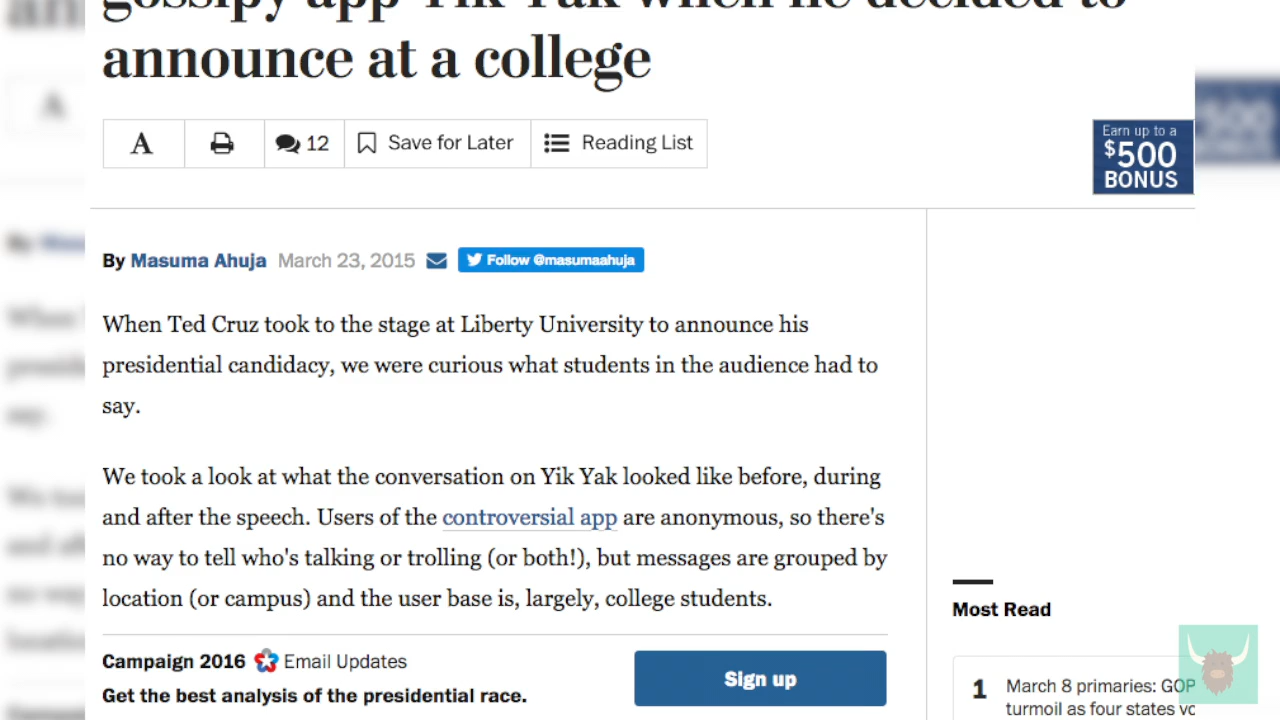 gossipy app Yik Yak when he decided to
announce at a college
A
12
Save for Later
Reading List
Earn up to a
$500
BONUS
By Masuma Ahuja March 23, 2015
Follow @masumaahuja
When Ted Cruz took to the stage at Liberty University to announce his
presidential candidacy, we were curious what students in the audience had to
say.
We took a look at what the conversation on Yik Yak looked like before, during
and after the speech. Users of the controversial app are anonymous, so there's
no way to tell who's talking or trolling (or both!), but messages are grouped by
location (or campus) and the user base is, largely, college students.
Campaign 2016 Email Updates
Get the best analysis of the presidential race.
Sign up
Most Read
1
March 8 primaries: GOP
turmoil as four states